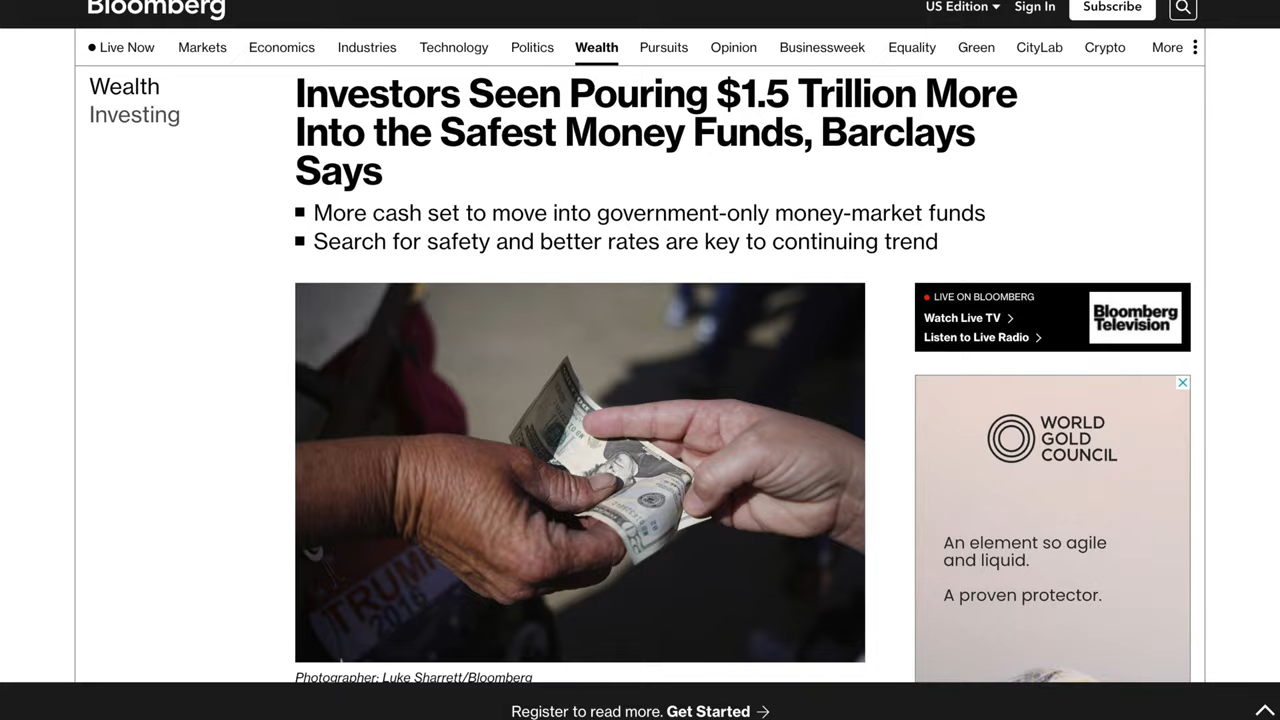 Bloomberg
US Edition
Sign In
Subscribe
Live Now
Markets
Economics
Industries
Technology
Politics
Wealth
Pursuits
Opinion
Businessweek
Equality
Green
CityLab
Crypto
More
Wealth
Investing
Investors Seen Pouring $1.5 Trillion More
Into the Safest Money Funds, Barclays
Says
More cash set to move into government-only money-market funds
Search for safety and better rates are key to continuing trend
TRUMP
2016
Photographer: Luke Sharrett/Bloomberg
LIVE ON BLOOMBERG
Watch Live TV
Listen to Live Radio
Bloomberg
Television
WORLD
GOLD
COUNCIL
An element so agile
and liquid.
A proven protector.
Register to read more. Get Started